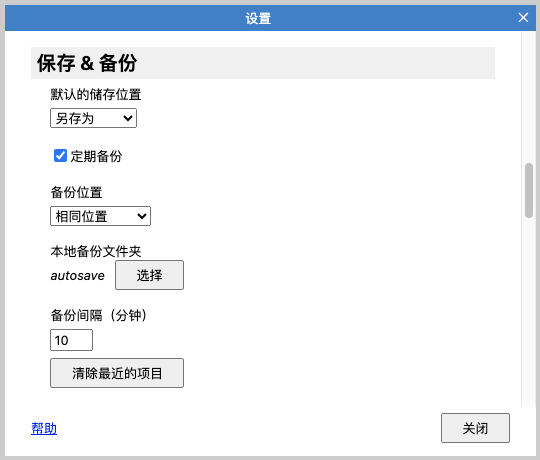 设置
保存 & 备份
默认的储存位置
另存为
定期备份
备份位置
相同位置
本地备份文件夹
autosave 选择
备份间隔（分钟）
10
清除最近的项目
帮助 关闭